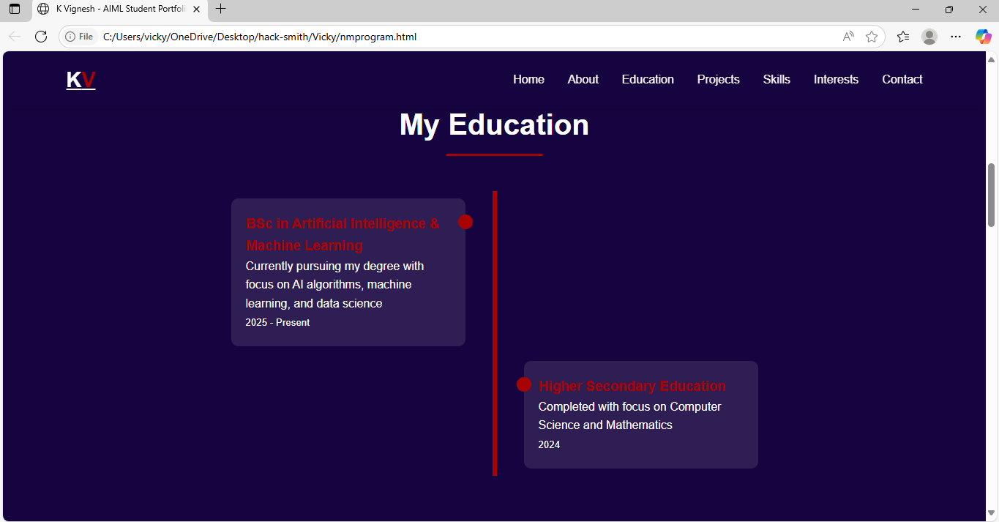 K Vignesh - AIML Student Portfoli
File
C:/Users/vicky/OneDrive/Desktop/hack-smith/Vicky/nmprogram.html
KV
Home
About
Education
Projects
Skills
Interests
Contact
My Education
BSc in Artificial Intelligence &
Machine Learning
Currently pursuing my degree with
focus on AI algorithms, machine
learning, and data science
2025 - Present
Higher Secondary Education
Completed with focus on Computer
Science and Mathematics
2024